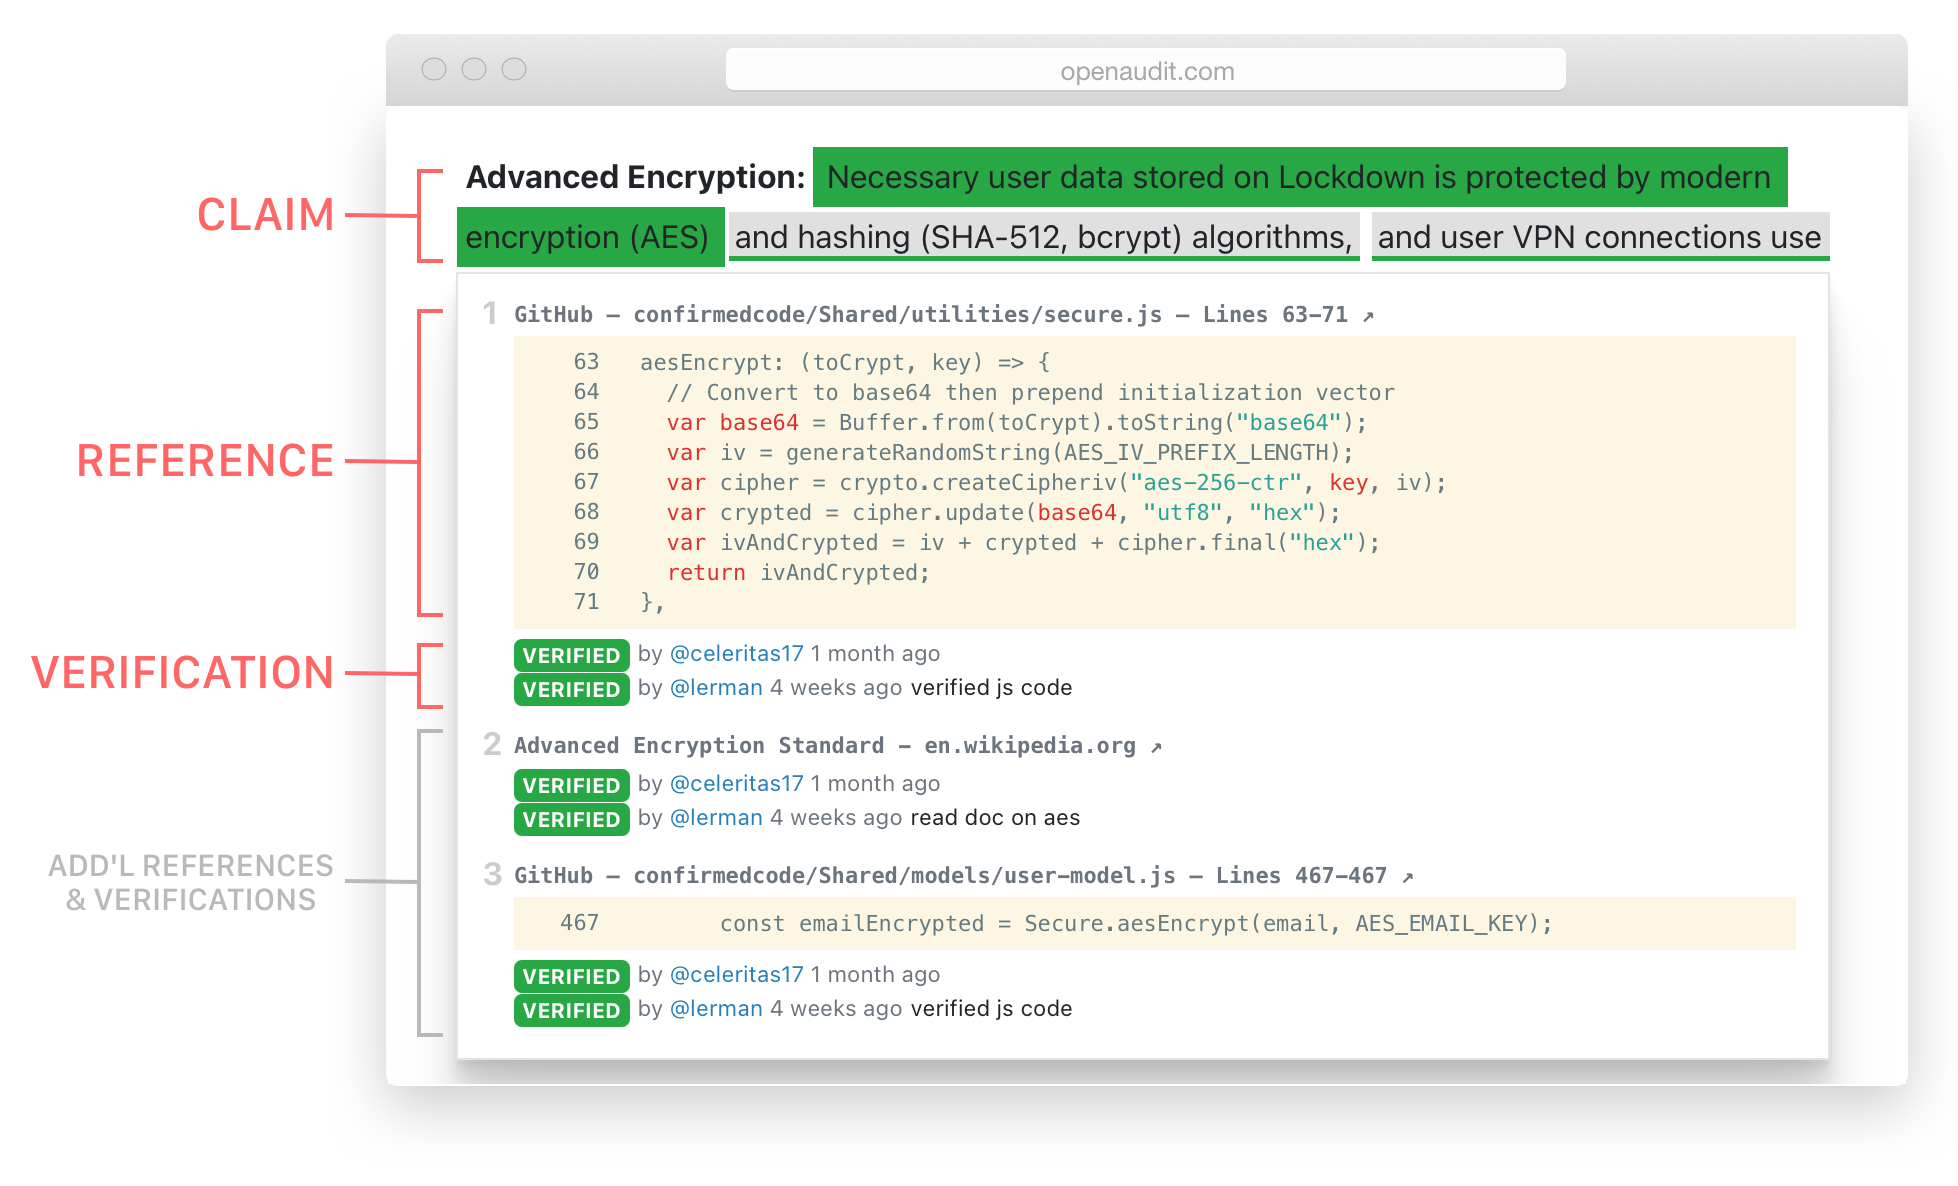 openaudit.com
Advanced Encryption: Necessary user data stored on Lockdown is protected by modern
encryption (AES) and hashing (SHA-512, bcrypt) algorithms, and user VPN connections use
CLAIM
1 GitHub — confirmedcode/Shared/utilities/secure.js — Lines 63-71 ↗
63 aesEncrypt: (toCrypt, key) => {
64 // Convert to base64 then prepend initialization vector
65 var base64 = Buffer.from(toCrypt).toString("base64");
66 var iv = generateRandomString(AES_IV_PREFIX_LENGTH);
67 var cipher = crypto.createCipheriv("aes-256-ctr", key, iv);
68 var crypted = cipher.update(base64, "utf8", "hex");
69 var ivAndCrypted = iv + crypted + cipher.final("hex");
70 return ivAndCrypted;
71 },
REFERENCE
VERIFIED by @celeritas17 1 month ago
VERIFIED by @lerman 4 weeks ago verified js code
VERIFICATION
2 Advanced Encryption Standard - en.wikipedia.org ↗
VERIFIED by @celeritas17 1 month ago
VERIFIED by @lerman 4 weeks ago read doc on aes
3 GitHub — confirmedcode/Shared/models/user-model.js — Lines 467-467 ↗
467 const emailEncrypted = Secure.aesEncrypt(email, AES_EMAIL_KEY);
VERIFIED by @celeritas17 1 month ago
VERIFIED by @lerman 4 weeks ago verified js code
ADD'L REFERENCES
& VERIFICATIONS